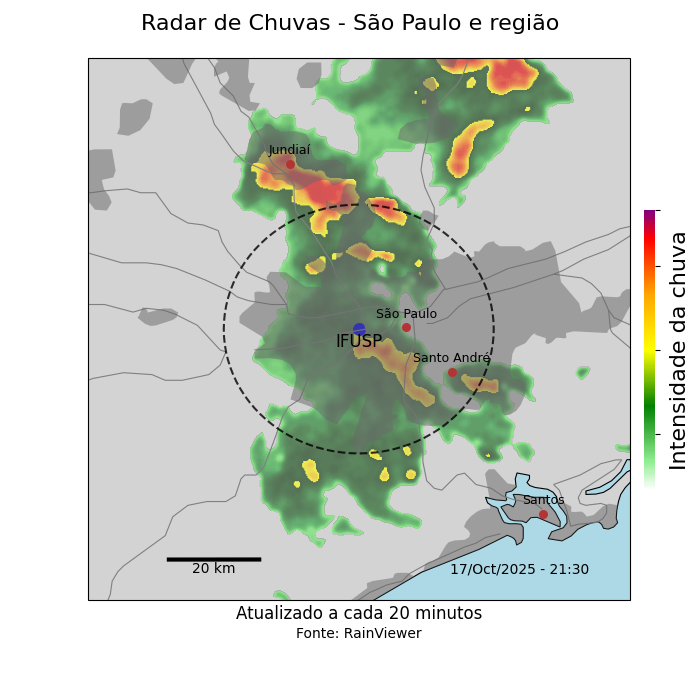 Radar de Chuvas - São Paulo e região
Jundiaí
São Paulo
IFUSP
Santo André
Santos
20 km
17/Oct/2025 - 21:30
Intensidade da chuva
Atualizado a cada 20 minutos
Fonte: RainViewer